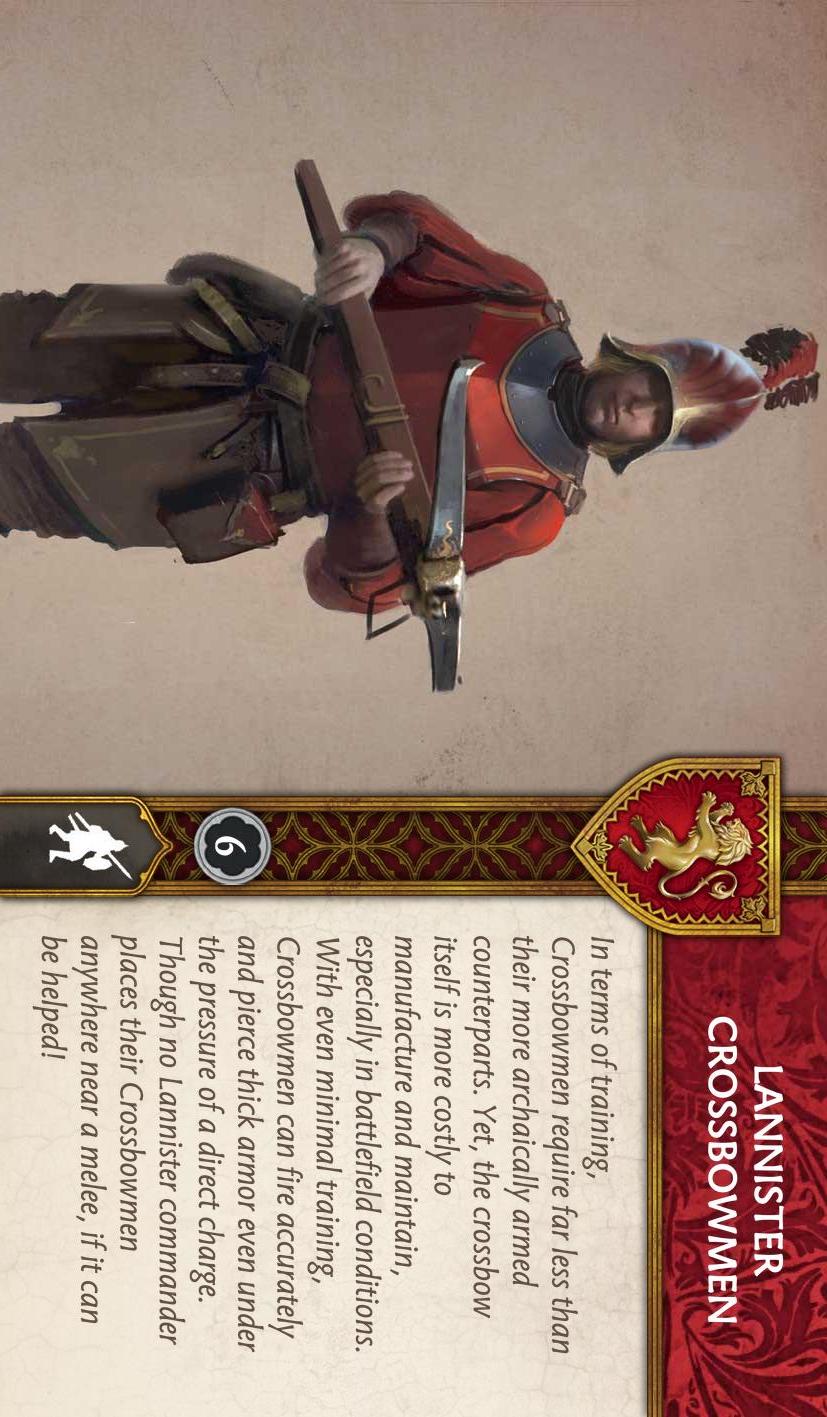 LANNISTER
CROSSBOWMEN
In terms of training,
Crossbowmen require far less than
their more archaically armed
counterparts. Yet, the crossbow
itself is more costly to
manufacture and maintain,
especially in battlefield conditions.
With even minimal training,
Crossbowmen can fire accurately
and pierce thick armor even under
the pressure of a direct charge.
Though no Lannister commander
places their Crossbowmen
anywhere near a melee, if it can
be helped!
6